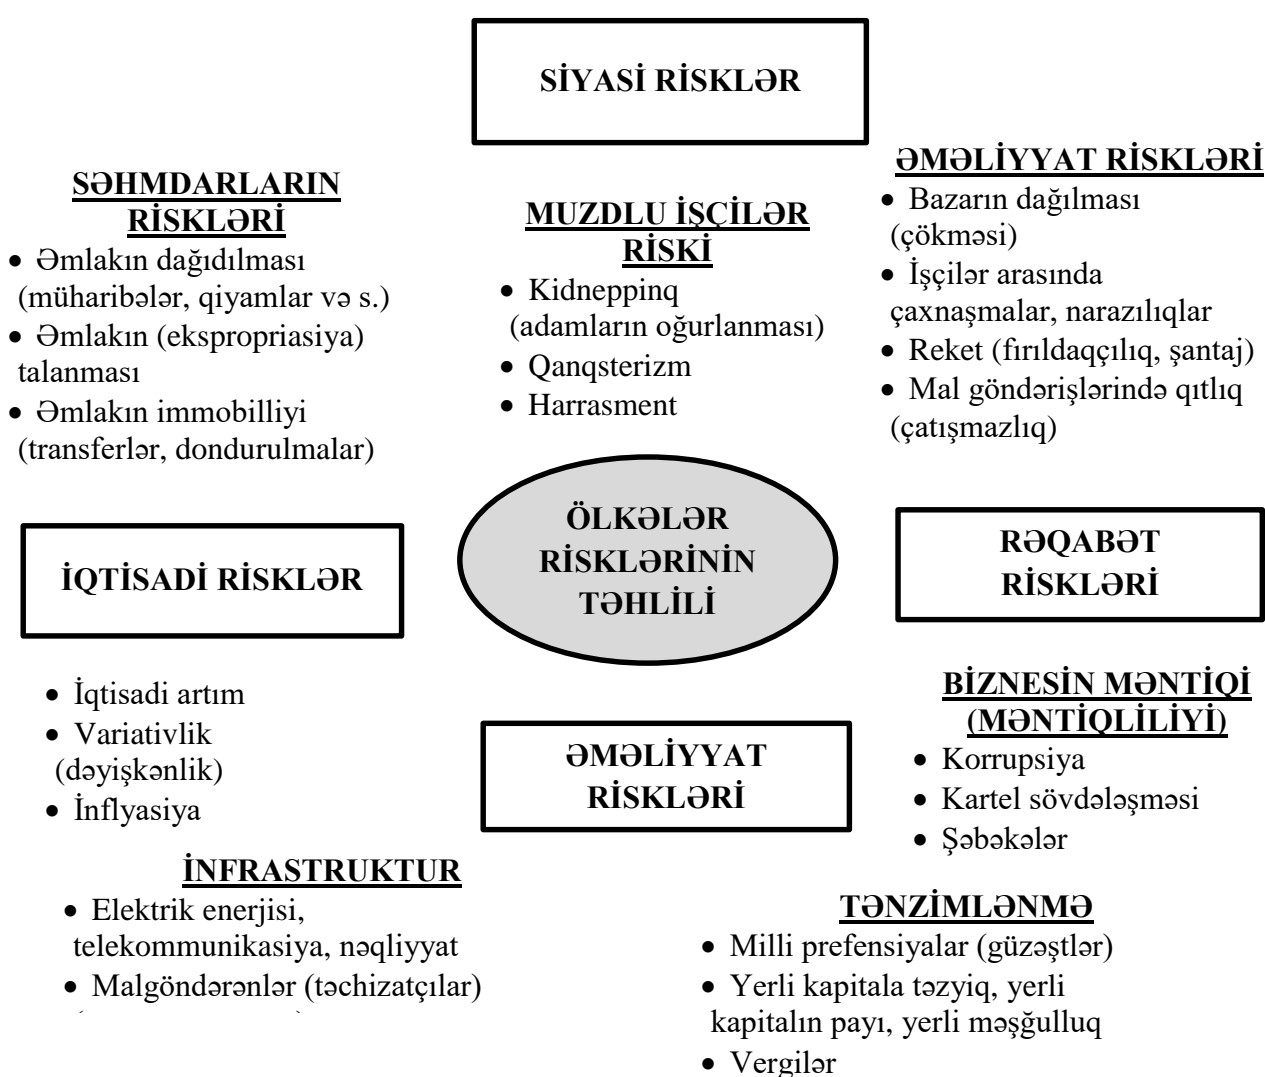 SİYASİ RİSKLƏR
SƏHMDARLARIN
RİSKLƏRİ
• Əmlakın dağıdılması
(müharibələr, qiyamlar və s.)
• Əmlakın (ekspropriasiya)
talanması
• Əmlakın immobilliyi
(transferlər, dondurulmalar)
MUZDLU İŞÇİLƏR
RİSKİ
• Kidneppinq
(adamların oğurlanması)
• Qanqsterizm
• Harrasment
ƏMƏLİYYAT RİSKLƏRİ
• Bazarın dağılması
(çökməsi)
• İşçilər arasında
çaxnaşmalar, narazılıqlar
• Reket (fırıldaqçılıq, şantaj)
• Mal göndərişlərində qıtlıq
(çatışmazlıq)
İQTİSADİ RİSKLƏR
ÖLKƏLƏR
RİSKLƏRİNİN
TƏHLİLİ
RƏQABƏT
RİSKLƏRİ
• İqtisadi artım
• Variativlik
(dəyişkənlik)
• İnflyasiya
ƏMƏLİYYAT
RİSKLƏRİ
BİZNESİN MƏNTİQİ
(MƏNTİQLİLİYİ)
• Korrupsiya
• Kartel sövdələşməsi
• Şəbəkələr
İNFRASTRUKTUR
• Elektrik enerjisi,
telekommunikasiya, nəqliyyat
• Malgöndərənlər (təchizatçılar)
TƏNZİMLƏNMƏ
• Milli prefensiyalar (güzəştlər)
• Yerli kapitala təzyiq, yerli
kapitalın payı, yerli məşğulluq
• Vergilər